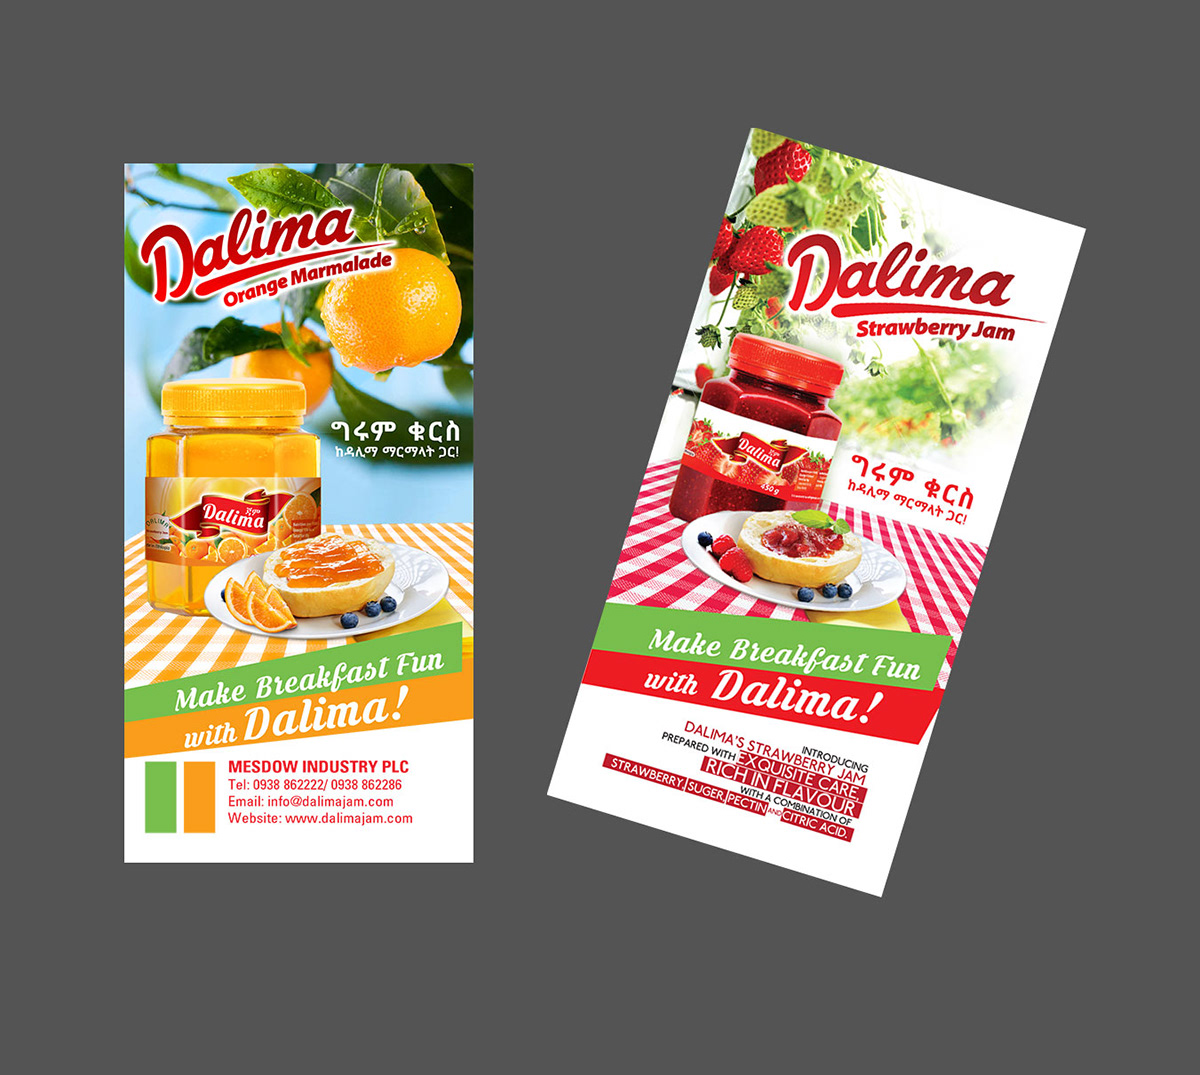 Dalima
Orange Marmalade
ግሩም ቁርስ
ከዳሊማ ማርማላት ጋር!
ጀም
Dalima
Make Breakfast Fun
with Dalima!
MESDOW INDUSTRY PLC
Tel: 0938 862222/ 0938 862286
Email: info@dalimajam.com
Website: www.dalimajam.com
Dalima
Strawberry Jam
ግሩም ቁርስ
ከዳሊማ ማርማላት ጋር!
ጀም
Dalima
450 g
Make Breakfast Fun
with Dalima!
INTRODUCING
DALIMA'S STRAWBERRY JAM
PREPARED WITH EXQUISITE CARE.
RICH IN FLAVOUR,
WITH A COMBINATION OF
STRAWBERRY, SUGER, PECTIN AND CITRIC ACID.